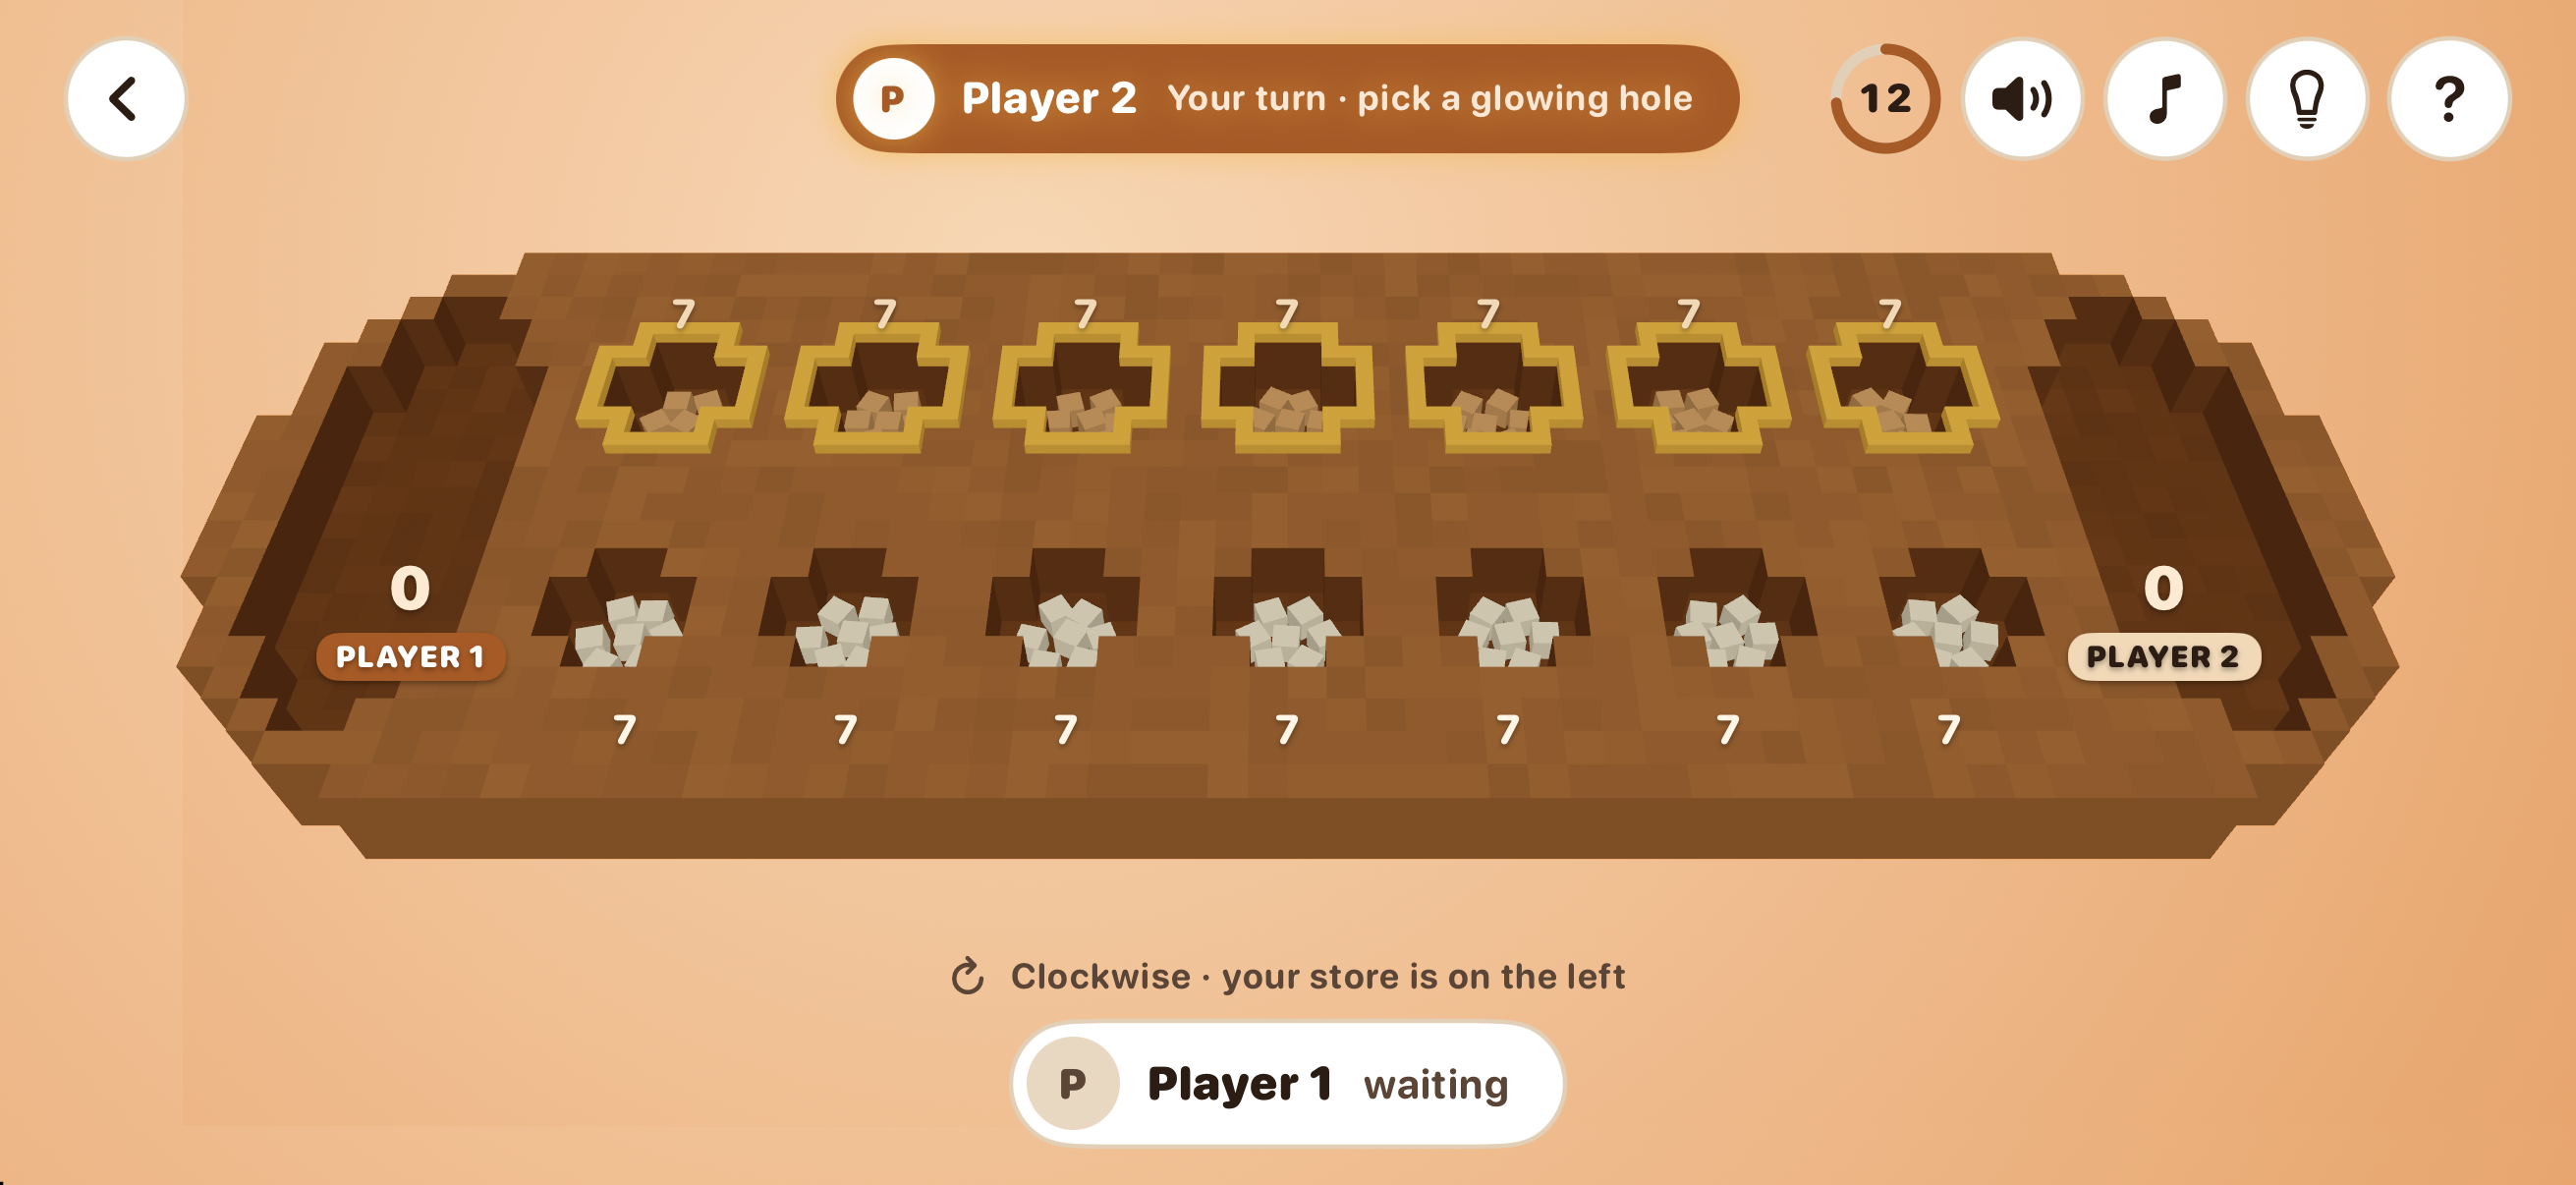 P Player 2 Your turn · pick a glowing hole 12 ?
7 7 7 7 7 7 7
0 0
PLAYER 1 PLAYER 2
7 7 7 7 7 7 7
Clockwise · your store is on the left
P Player 1 waiting